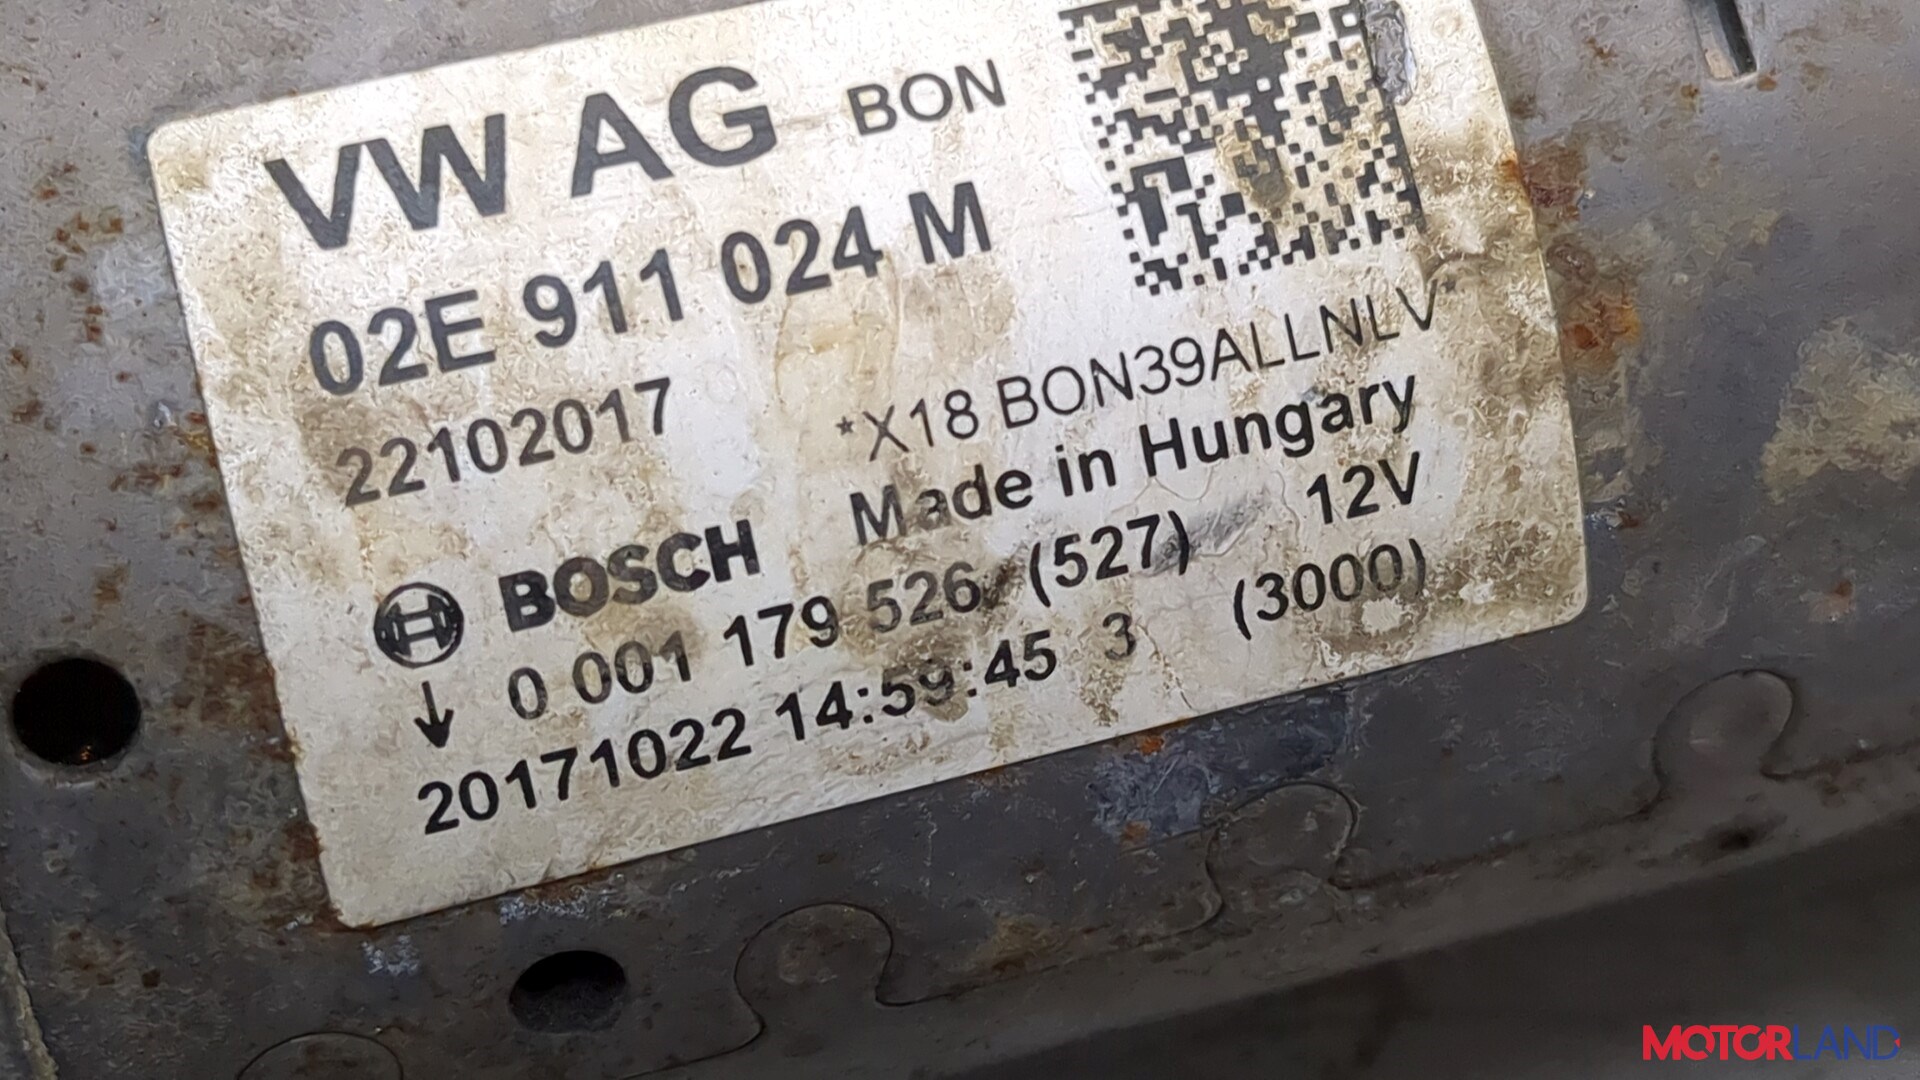 VW AG BON
02E 911 024 M
22102017
*X18 BON39ALLNLV*
BOSCH Made in Hungary
0 001 179 526 (527) 12V
20171022 14:59:45 3 (3000)
MOTORLAND